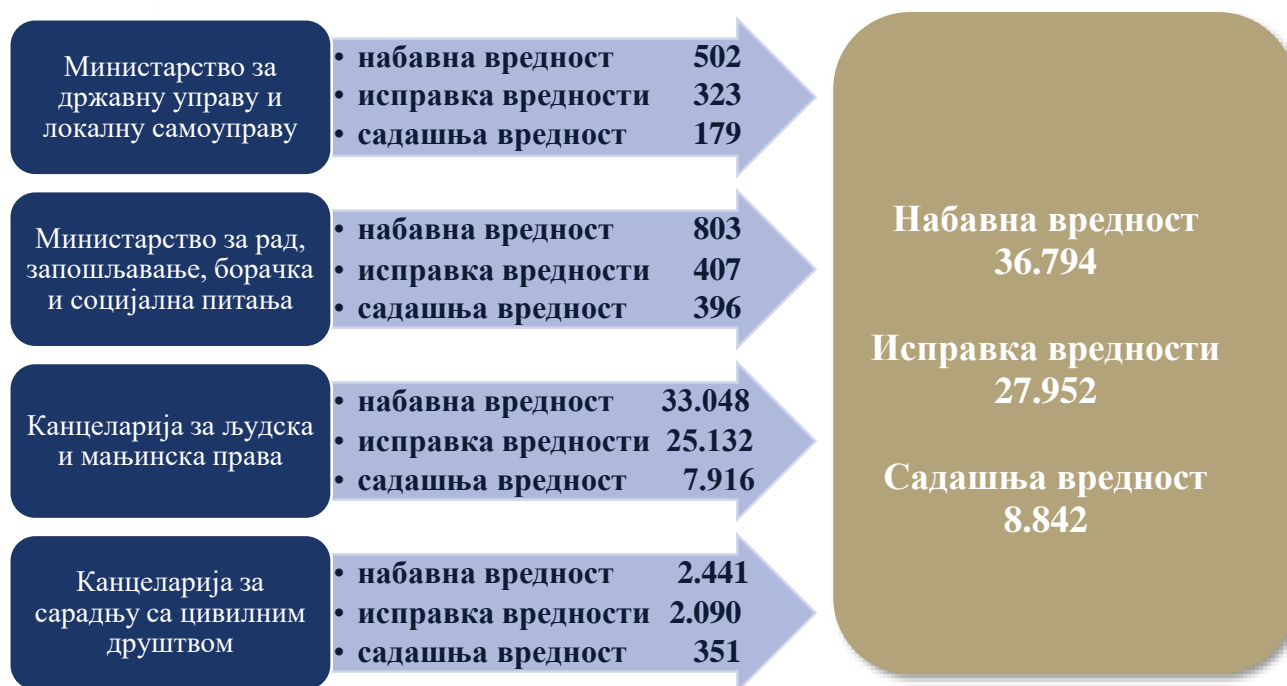 Министарство за
државну управу и
локалну самоуправу
• набавна вредност 502
• исправка вредности 323
• садашња вредност 179
Министарство за рад,
запошљавање, борачка
и социјална питања
• набавна вредност 803
• исправка вредности 407
• садашња вредност 396
Канцеларија за људска
и мањинска права
• набавна вредност 33.048
• исправка вредности 25.132
• садашња вредност 7.916
Канцеларија за
сарадњу са цивилним
друштвом
• набавна вредност 2.441
• исправка вредности 2.090
• садашња вредност 351
Набавна вредност
36.794
Исправка вредности
27.952
Садашња вредност
8.842